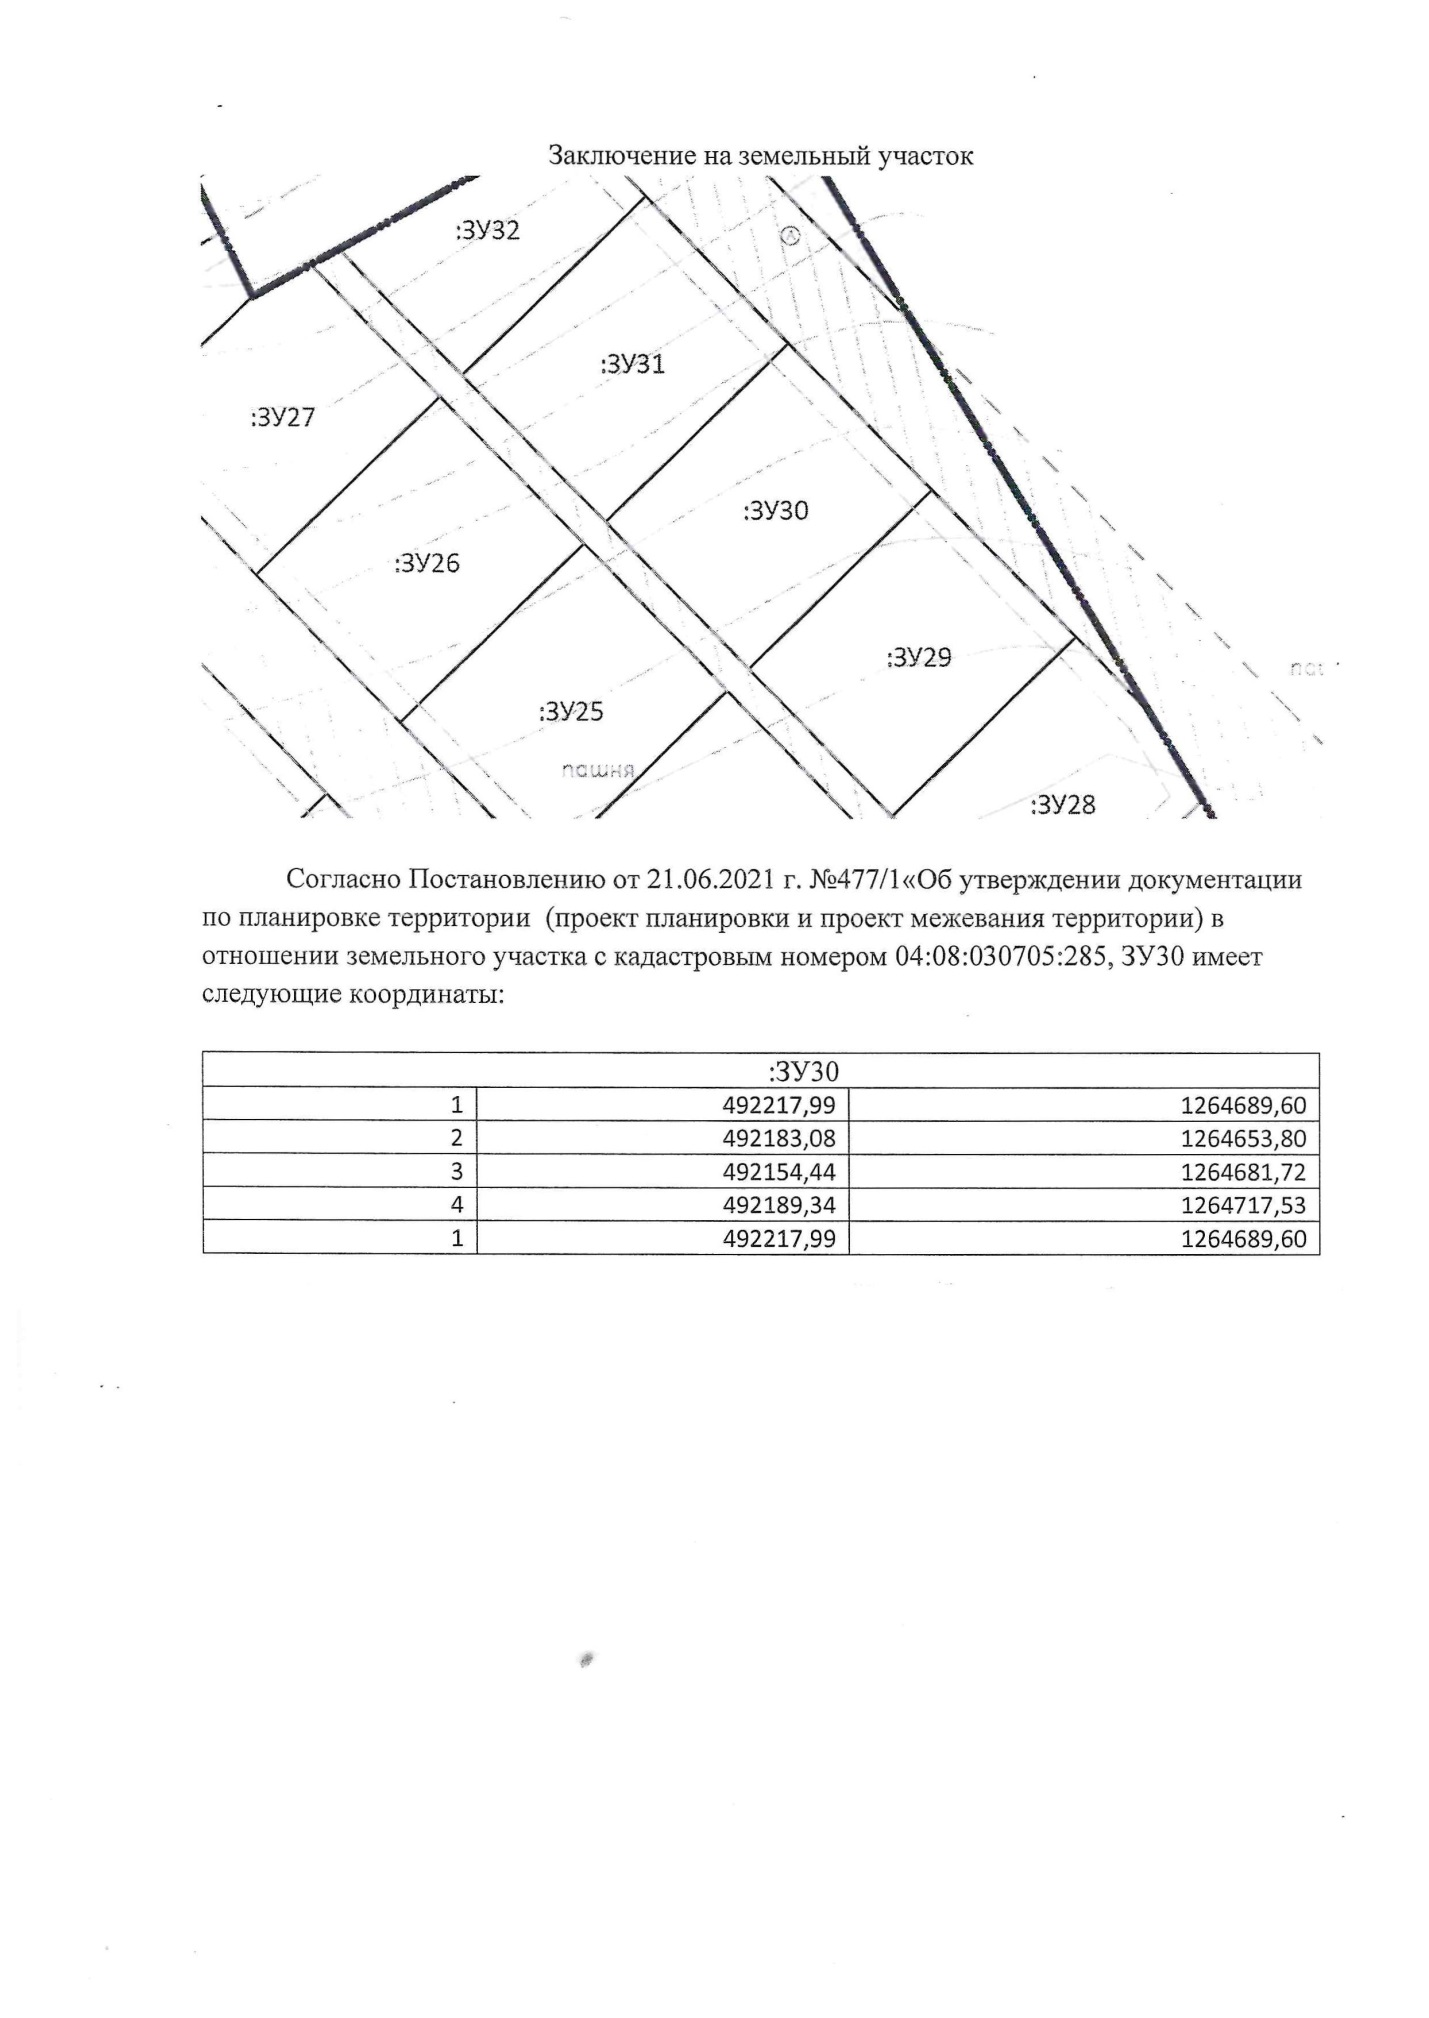 Заключение на земельный участок
:ЗУ32
:ЗУ31
:ЗУ27
:ЗУ30
:ЗУ26
:ЗУ29
:ЗУ25
пашня
:ЗУ28
Согласно Постановлению от 21.06.2021 г. №477/1«Об утверждении документации
по планировке территории (проект планировки и проект межевания территории) в
отношении земельного участка с кадастровым номером 04:08:030705:285, ЗУ30 имеет
следующие координаты:
:ЗУ30
1 492217,99 1264689,60
2 492183,08 1264653,80
3 492154,44 1264681,72
4 492189,34 1264717,53
1 492217,99 1264689,60